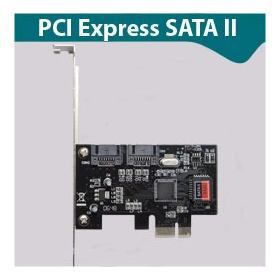 PCI Express SATA II